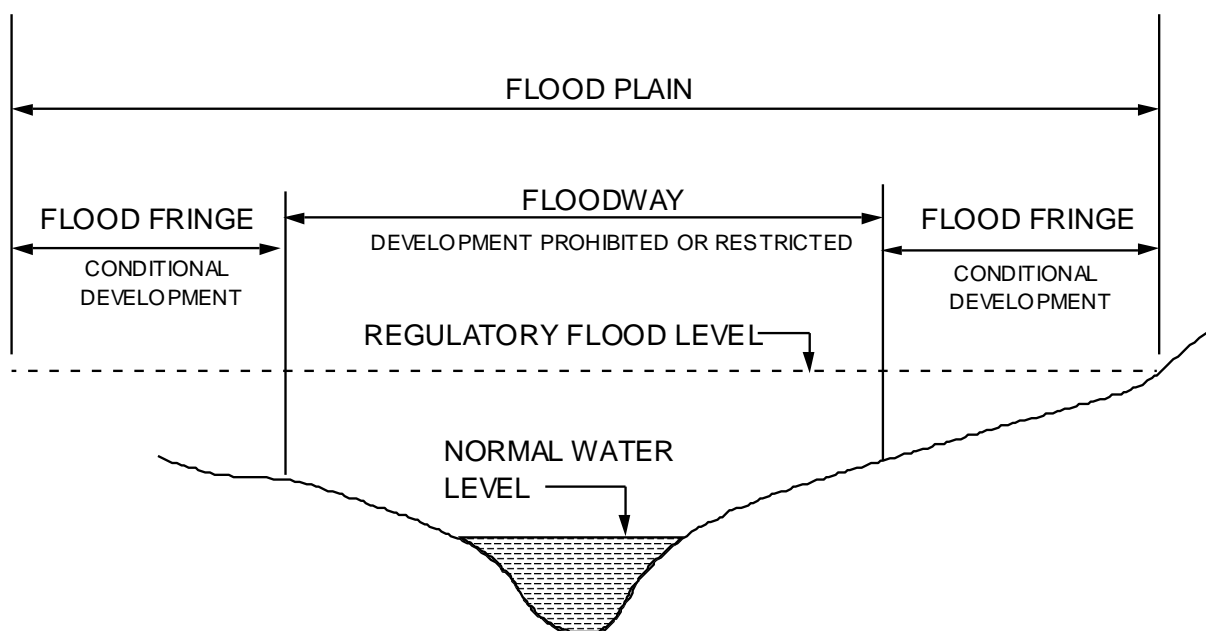 FLOOD PLAIN
FLOOD FRINGE
CONDITIONAL
DEVELOPMENT
FLOODWAY
DEVELOPMENT PROHIBITED OR RESTRICTED
FLOOD FRINGE
CONDITIONAL
DEVELOPMENT
REGULATORY FLOOD LEVEL
NORMAL WATER
LEVEL